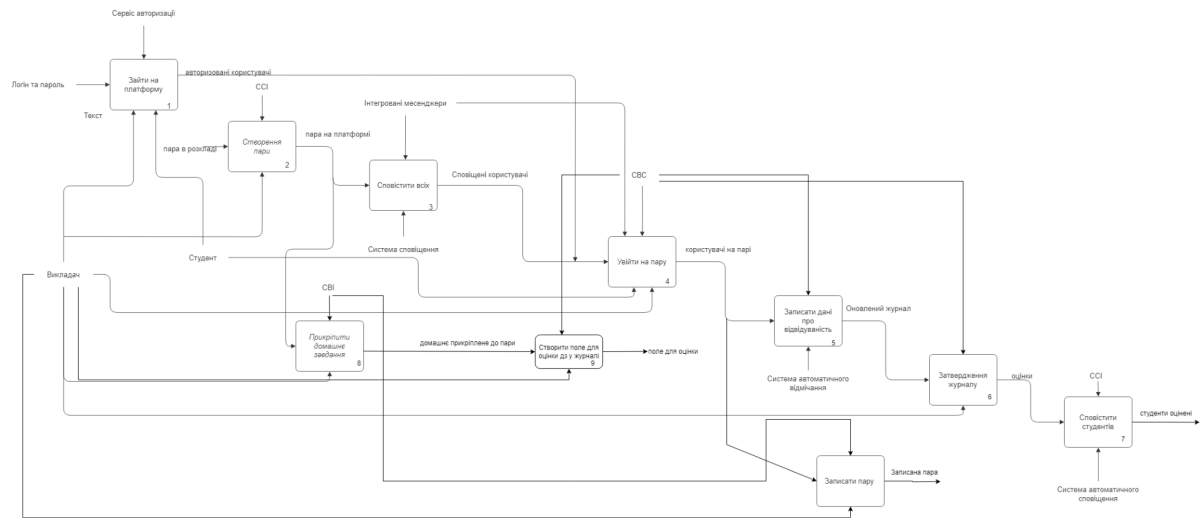 Сервіс авторизації
Зайти на
платформу
1
Логін та пароль
авторизовані користувачі
Текст
ССІ
пара в розкладі
Створення
пари
2
пара на платформі
Інтегровані месенджери
Сповістити всіх
3
Сповіщені користувачі
Система сповіщення
СВС
Студент
Увійти на пару
4
користувачі на парі
Викладач
СВІ
Прикріпити
домашнє
завдання
8
домашнє прикріплене до пари
Створити поле для
оцінки дз у журналі
9
поле для оцінки
Записати дані
про
відвідуваність
5
Оновлений журнал
Система автоматичного
відмічання
Затвердження
журналу
6
оцінки
ССІ
Сповістити
студентів
7
студенти оцінені
Записати пару
Записана пара
Система автоматичного
сповіщення